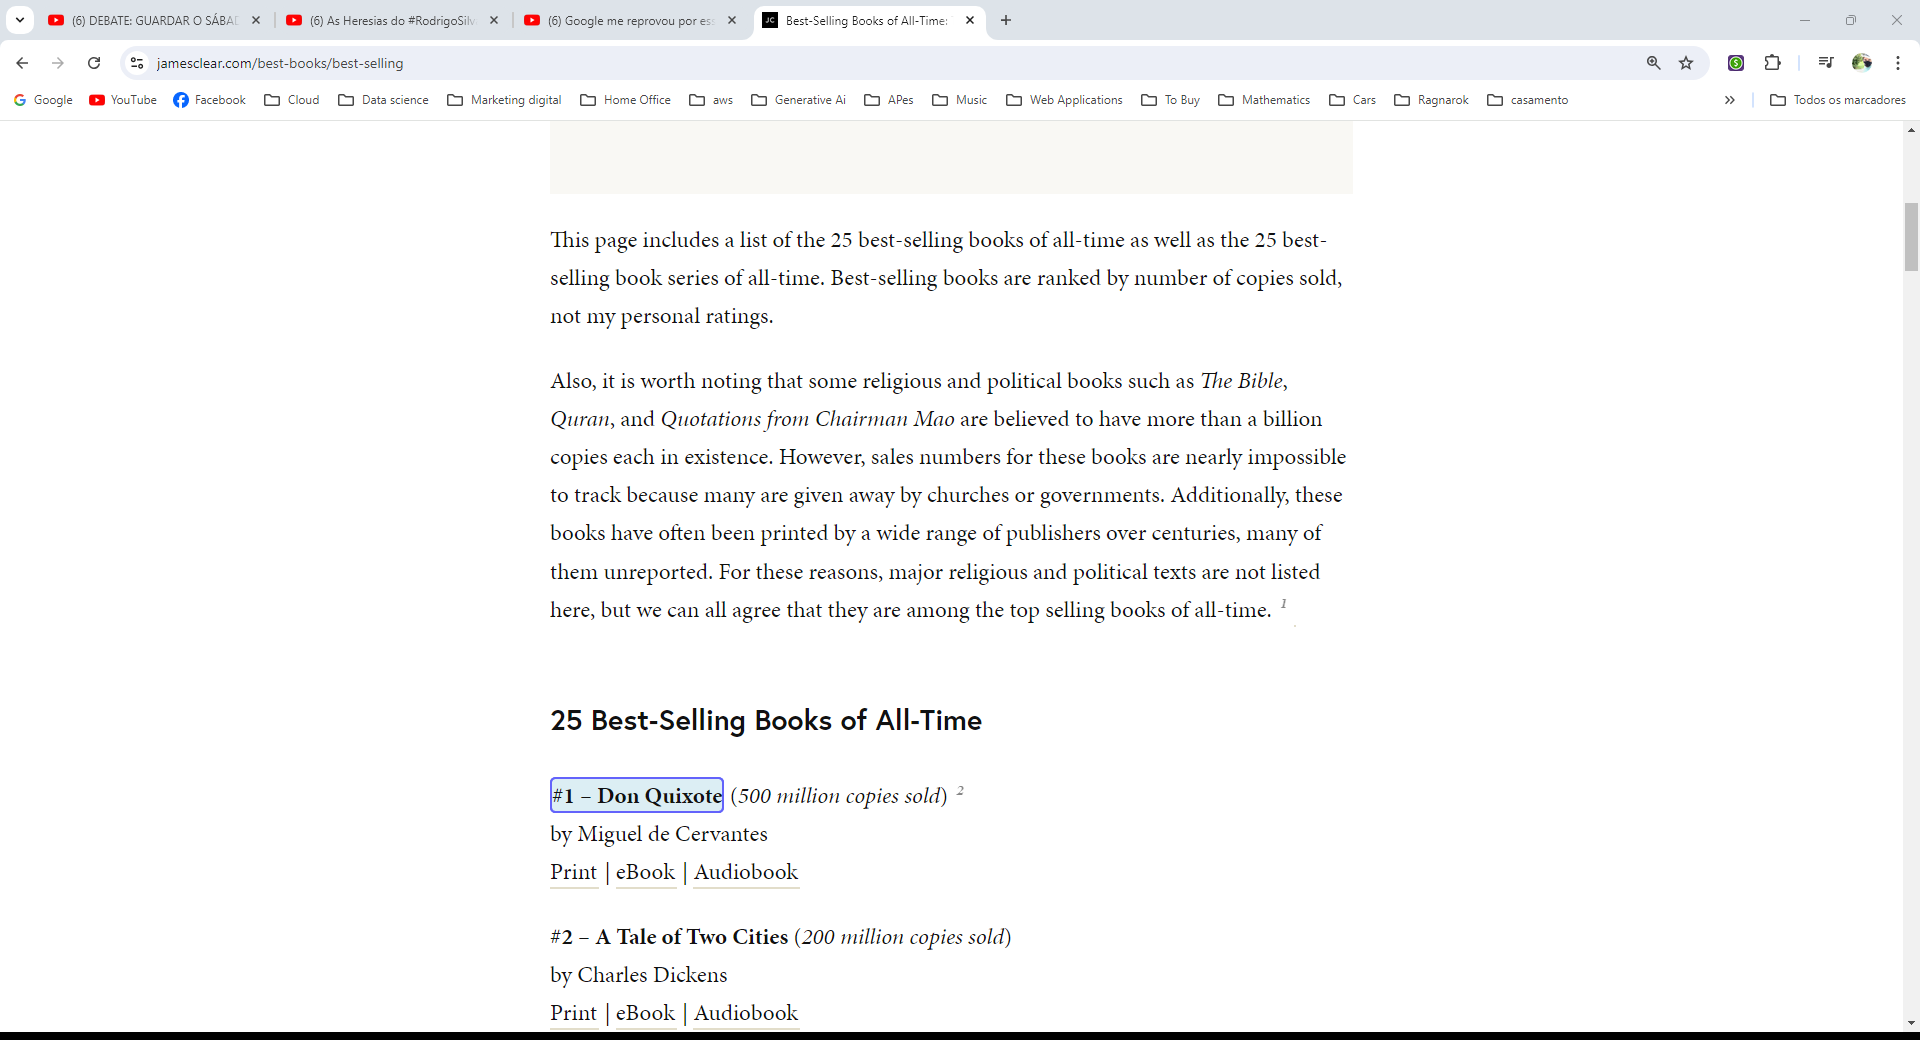 (6) DEBATE: GUARDAR O SÁBA
(6) As Heresias do #RodrigoSilv
(6) Google me reprovou por es
JC
Best-Selling Books of All-Time:
jamesclear.com/best-books/best-selling
Google
YouTube
Facebook
Cloud
Data science
Marketing digital
Home Office
aws
Generative Ai
APes
Music
Web Applications
To Buy
Mathematics
Cars
Ragnarok
casamento
Todos os marcadores
This page includes a list of the 25 best-selling books of all-time as well as the 25 best-
selling book series of all-time. Best-selling books are ranked by number of copies sold,
not my personal ratings.
Also, it is worth noting that some religious and political books such as The Bible,
Quran, and Quotations from Chairman Mao are believed to have more than a billion
copies each in existence. However, sales numbers for these books are nearly impossible
to track because many are given away by churches or governments. Additionally, these
books have often been printed by a wide range of publishers over centuries, many of
them unreported. For these reasons, major religious and political texts are not listed
here, but we can all agree that they are among the top selling books of all-time. 1
25 Best-Selling Books of All-Time
#1 – Don Quixote (500 million copies sold) 2
by Miguel de Cervantes
Print | eBook | Audiobook
#2 – A Tale of Two Cities (200 million copies sold)
by Charles Dickens
Print | eBook | Audiobook